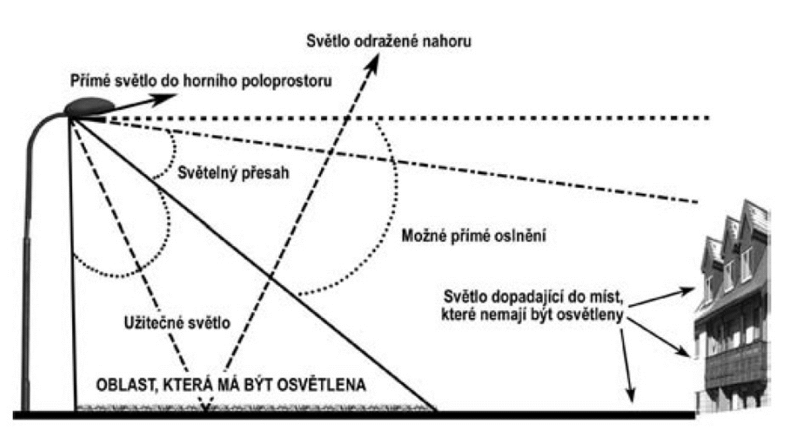 Světlo odražené nahoru
Přímé světlo do horního poloprostoru
Světelný přesah
Možné přímé oslnění
Světlo dopadající do míst,
které nemají být osvětleny
Užitečné světlo
OBLAST, KTERÁ MÁ BÝT OSVĚTLENA